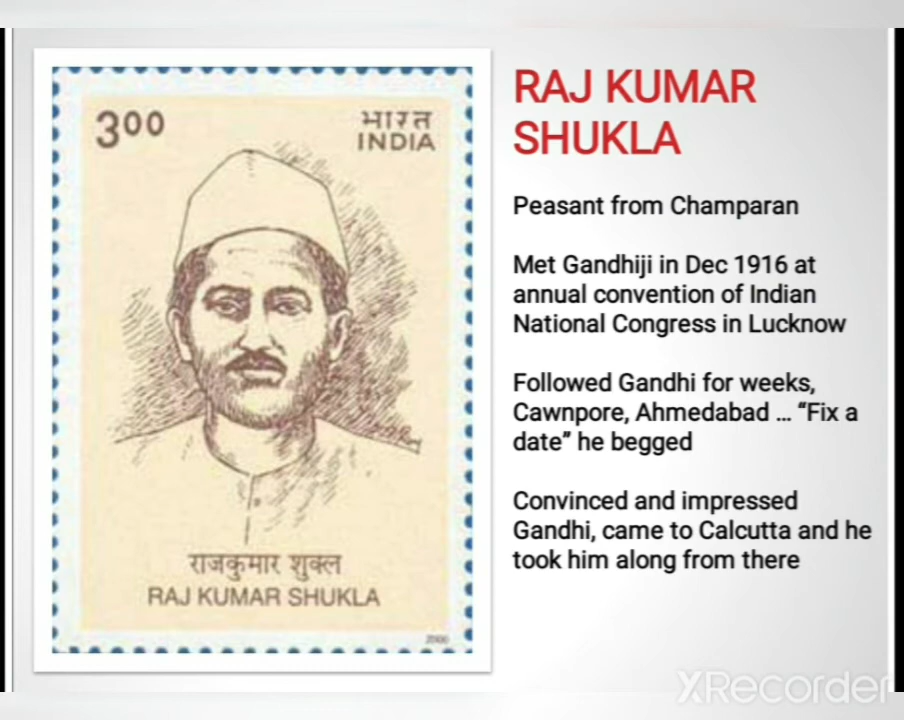 3⁰⁰
भारत
INDIA
राजकुमार शुक्ल
RAJ KUMAR SHUKLA
2000
RAJ KUMAR
SHUKLA
Peasant from Champaran
Met Gandhiji in Dec 1916 at
annual convention of Indian
National Congress in Lucknow
Followed Gandhi for weeks,
Cawnpore, Ahmedabad ... “Fix a
date” he begged
Convinced and impressed
Gandhi, came to Calcutta and he
took him along from there
XRecorder